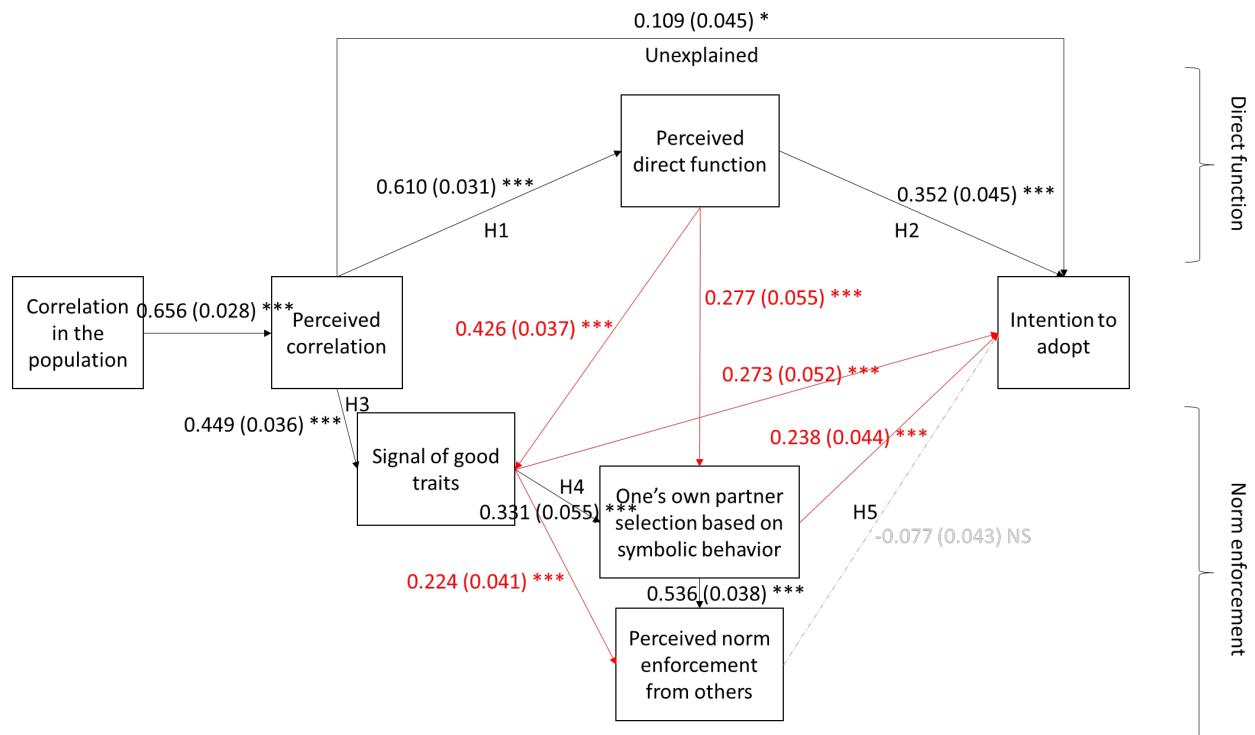 0.109 (0.045) *
Unexplained
Direct function
Perceived
direct function
0.610 (0.031) ***
H1
0.352 (0.045) ***
H2
Correlation
in the
population
0.656 (0.028) ***
Perceived
correlation
0.426 (0.037) ***
0.277 (0.055) ***
Intention to
adopt
0.273 (0.052) ***
H3
0.449 (0.036) ***
Signal of good
traits
0.238 (0.044) ***
H4
0.331 (0.055) ***
One’s own partner
selection based on
symbolic behavior
H5
-0.077 (0.043) NS
0.224 (0.041) ***
0.536 (0.038) ***
Perceived norm
enforcement
from others
Norm enforcement